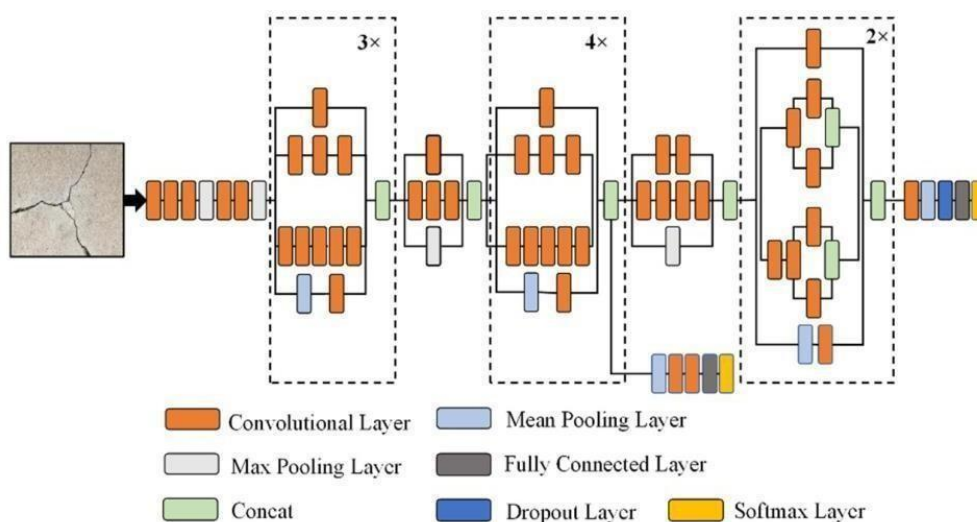 3×
4×
2×
Convolutional Layer
Mean Pooling Layer
Max Pooling Layer
Fully Connected Layer
Concat
Dropout Layer
Softmax Layer